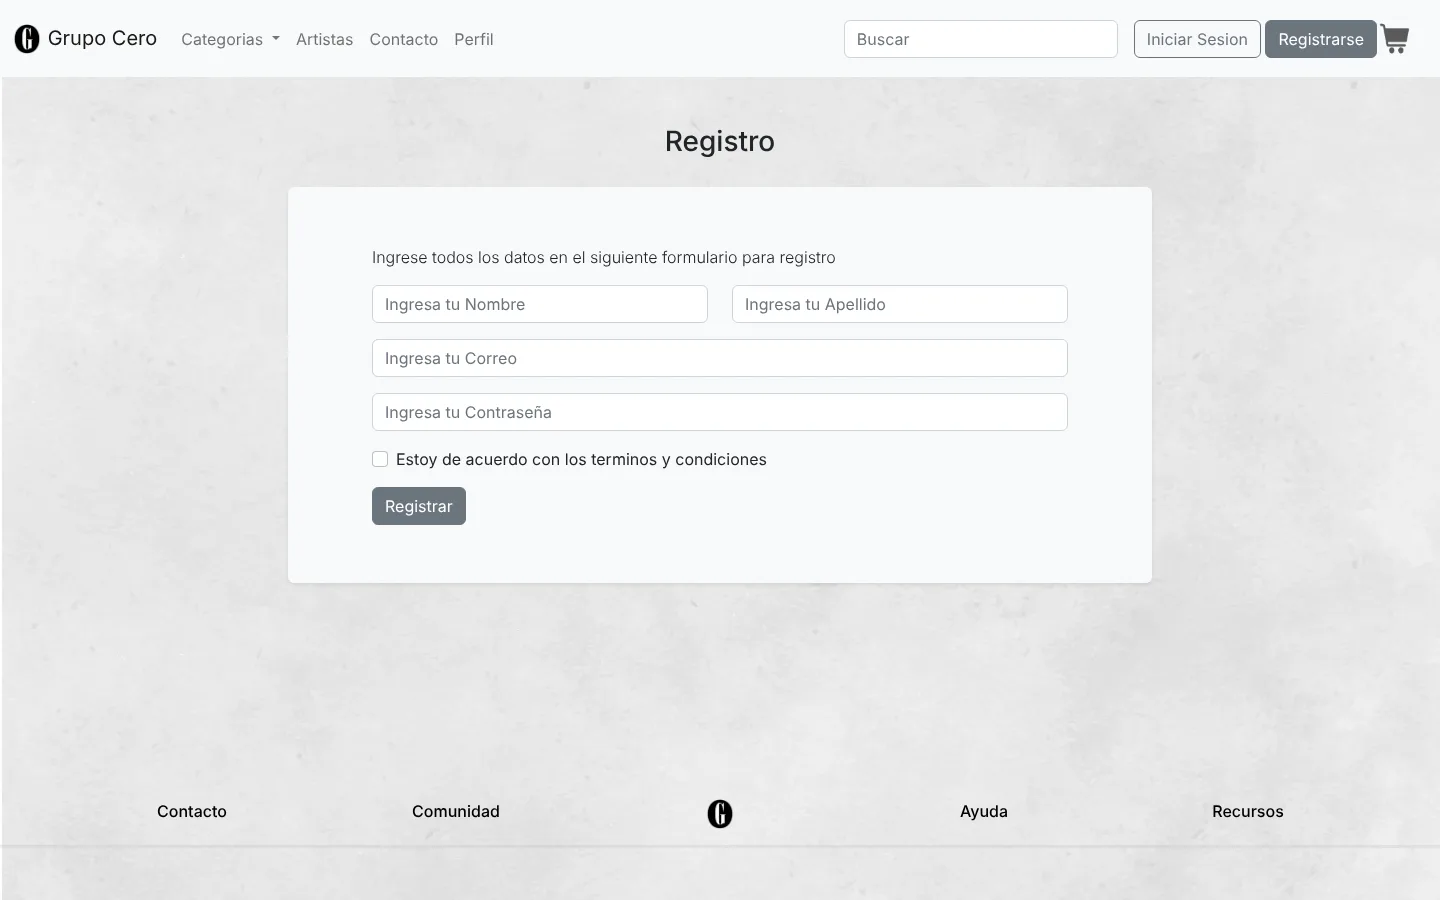 Grupo Cero Categorias Artistas Contacto Perfil Buscar Iniciar Sesion Registrarse
Registro
Ingrese todos los datos en el siguiente formulario para registro
Ingresa tu Nombre Ingresa tu Apellido
Ingresa tu Correo
Ingresa tu Contraseña
Estoy de acuerdo con los terminos y condiciones
Registrar
Contacto Comunidad Ayuda Recursos